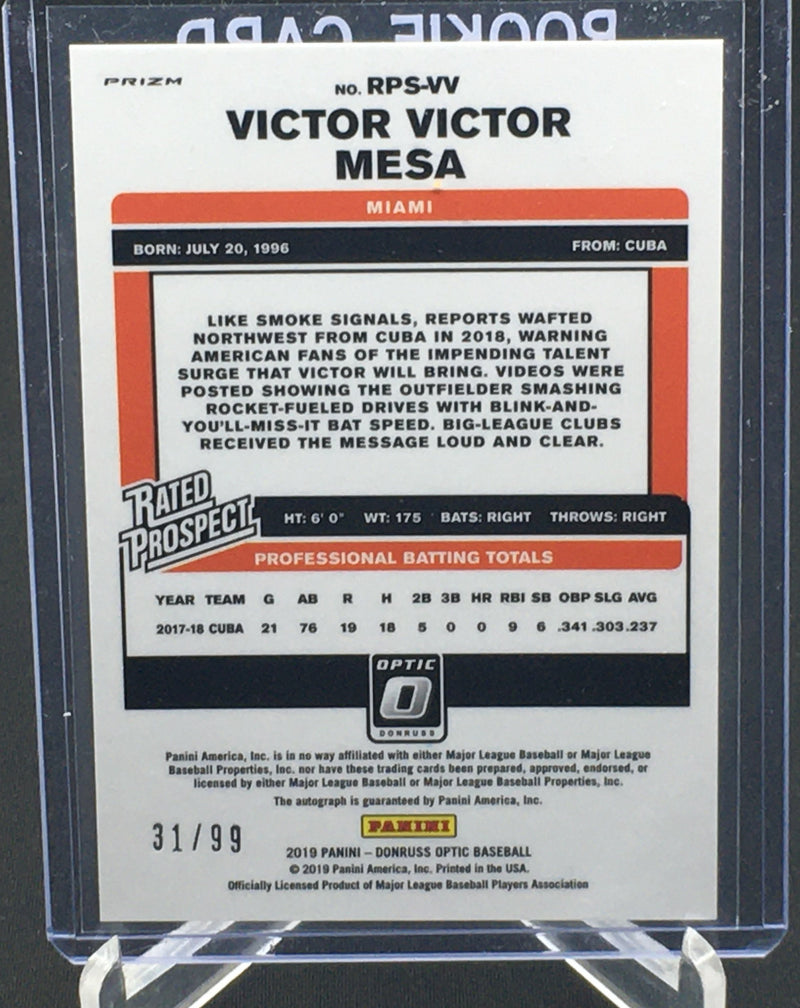 ROOKIE CARD
PRIZM
NO. RPS-VV
VICTOR VICTOR
MESA
MIAMI
BORN: JULY 20, 1996 FROM: CUBA
LIKE SMOKE SIGNALS, REPORTS WAFTED
NORTHWEST FROM CUBA IN 2018, WARNING
AMERICAN FANS OF THE IMPENDING TALENT
SURGE THAT VICTOR WILL BRING. VIDEOS WERE
POSTED SHOWING THE OUTFIELDER SMASHING
ROCKET-FUELED DRIVES WITH BLINK-AND-
YOU'LL-MISS-IT BAT SPEED. BIG-LEAGUE CLUBS
RECEIVED THE MESSAGE LOUD AND CLEAR.
RATED
PROSPECT
HT: 6' 0" WT: 175 BATS: RIGHT THROWS: RIGHT
PROFESSIONAL BATTING TOTALS
YEAR TEAM G AB R H 2B 3B HR RBI SB OBP SLG AVG
2017-18 CUBA 21 76 19 18 5 0 0 9 6 .341 .303 .237
OPTIC
O
DONRUSS
Panini America, Inc. is in no way affiliated with either Major League Baseball or Major League
Baseball Properties, Inc. nor have these trading cards been prepared, approved, endorsed, or
licensed by either Major League Baseball or Major League Baseball Properties, Inc.
The autograph is guaranteed by Panini America, Inc.
PANINI
31/99
2019 PANINI – DONRUSS OPTIC BASEBALL
© 2019 Panini America, Inc. Printed in the USA.
Officially Licensed Product of Major League Baseball Players Association